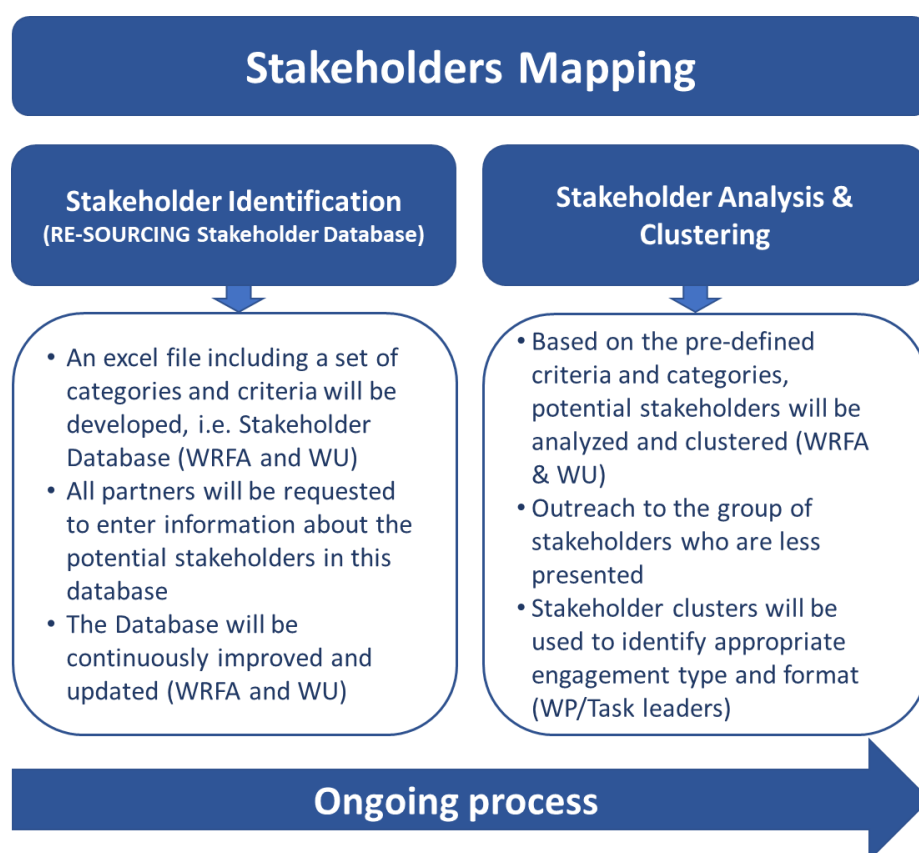 Stakeholders Mapping
Stakeholder Identification
(RE-SOURCING Stakeholder Database)
• An excel file including a set of
categories and criteria will be
developed, i.e. Stakeholder
Database (WRFA and WU)
• All partners will be requested
to enter information about the
potential stakeholders in this
database
• The Database will be
continuously improved and
updated (WRFA and WU)
Stakeholder Analysis &
Clustering
• Based on the pre-defined
criteria and categories,
potential stakeholders will be
analyzed and clustered (WRFA
& WU)
• Outreach to the group of
stakeholders who are less
presented
• Stakeholder clusters will be
used to identify appropriate
engagement type and format
(WP/Task leaders)
Ongoing process